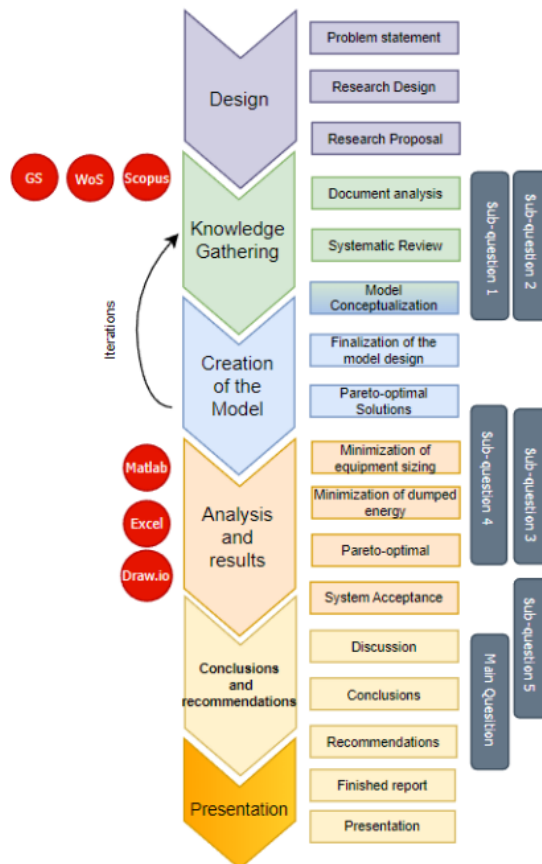 Problem statement
Design
Research Design
Research Proposal
GS
WoS
Scopus
Knowledge
Gathering
Document analysis
Systematic Review
Model
Conceptualization
Sub-question 1
Sub-question 2
Iterations
Creation
of the
Model
Finalization of the
model design
Pareto-optimal
Solutions
Matlab
Excel
Draw.io
Analysis
and
results
Minimization of
equipment sizing
Minimization of dumped
energy
Pareto-optimal
System Acceptance
Sub-question 4
Sub-question 3
Sub-question 5
Conclusions
and
recommendations
Discussion
Conclusions
Recommendations
Main Quesition
Presentation
Finished report
Presentation